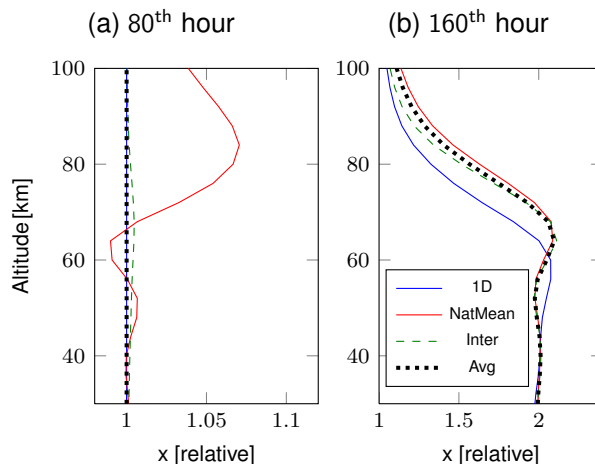 (a) 80th hour
(b) 160th hour
100
80
60
40
Altitude[km]
1
1.05
1.1
x [relative]
100
80
60
40
1D
NatMean
Inter
Avg
1
1.5
2
x [relative]